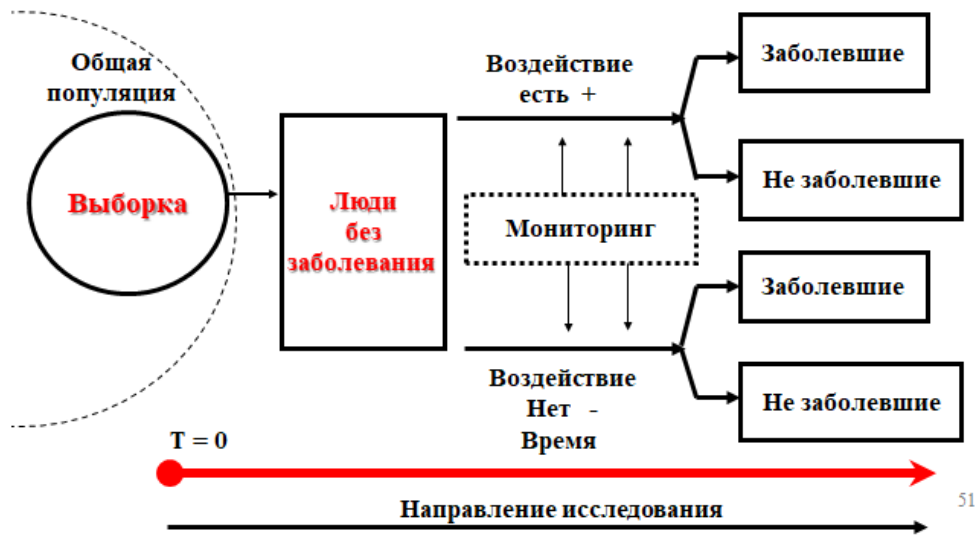 Общая
популяция
Выборка
Люди
без
заболевания
Воздействие
есть +
Мониторинг
Воздействие
Нет -
Время
Заболевшие
Не заболевшие
Заболевшие
Не заболевшие
T = 0
Направление исследования
51